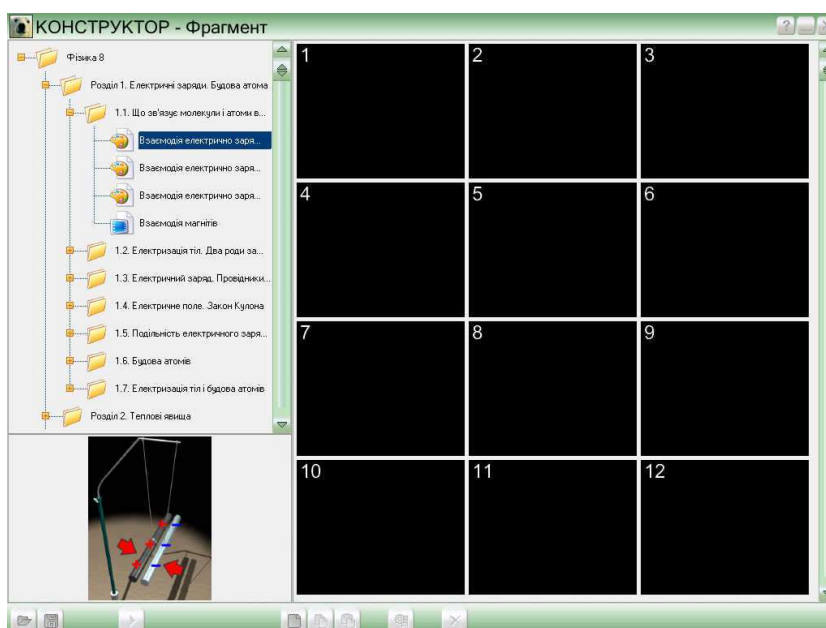 КОНСТРУКТОР - Фрагмент
Фізика 8
Розділ 1. Електричні заряди. Будова атома
1.1. Що зв'язує молекули і атоми в...
Взаємодія електрично заря...
Взаємодія електрично заря...
Взаємодія електрично заря...
Взаємодія магнітів
1.2. Електризація тіл. Два роди за...
1.3. Електричний заряд. Провідники...
1.4. Електричне поле. Закон Кулона
1.5. Подільність електричного заря...
1.6. Будова атомів
1.7. Електризація тіл і будова атомів
Розділ 2. Теплові явища
1 2 3
4 5 6
7 8 9
10 11 12